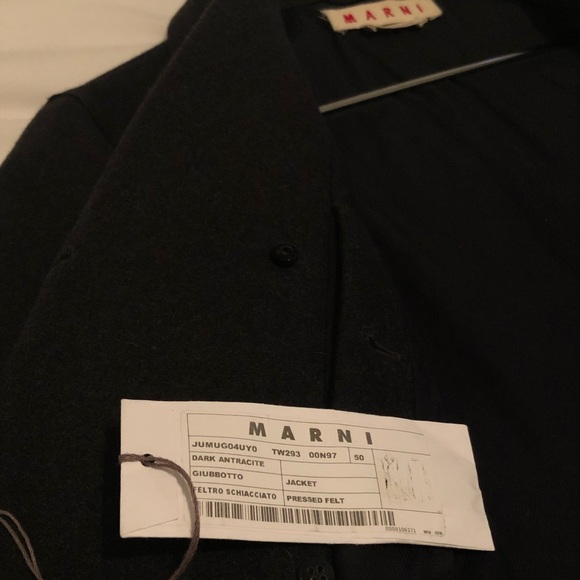 MARNI
MARNI
JUMUG04UY0 TW293 00N97 50
DARK ANTRACITE
GIUBBOTTO JACKET
FELTRO SCHIACCIATO PRESSED FELT